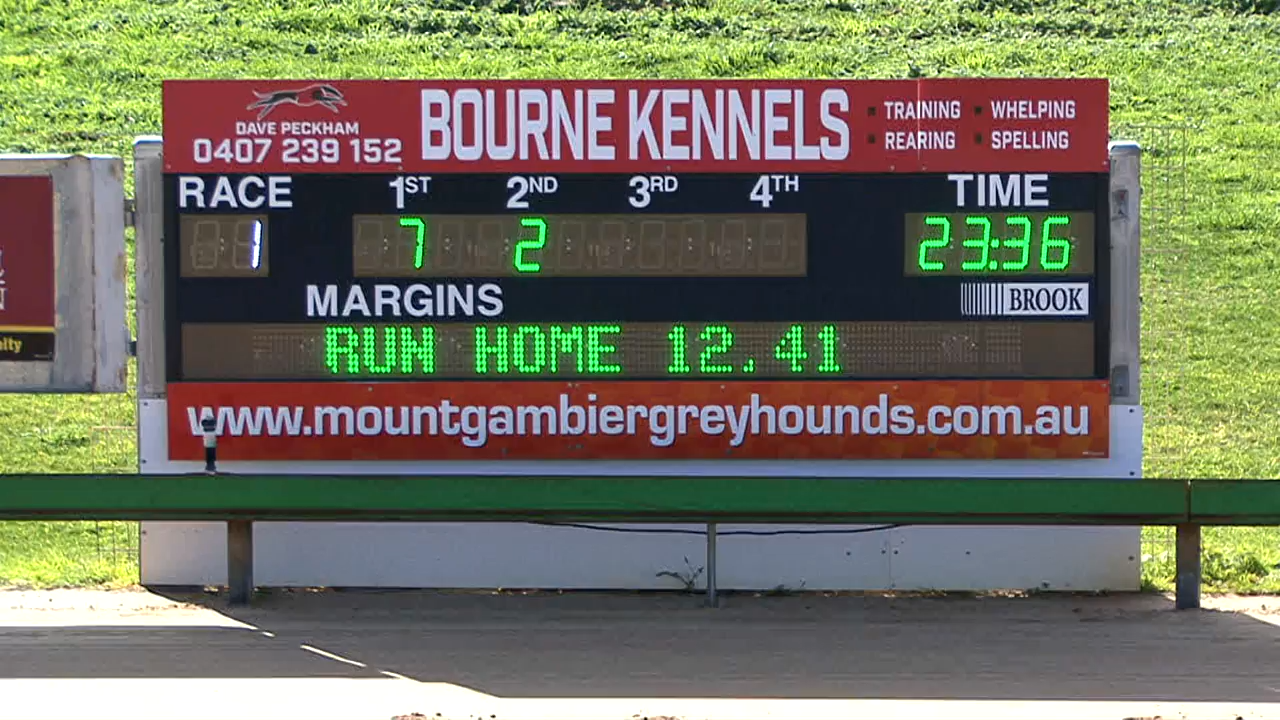 DAVE PECKHAM
0407 239 152
BOURNE KENNELS
TRAINING
WHELPING
REARING
SPELLING
RACE 1ST 2ND 3RD 4TH TIME
1 7 2 23:36
MARGINS
BROOK
RUN HOME 12.41
www.mountgambiergreyhounds.com.au